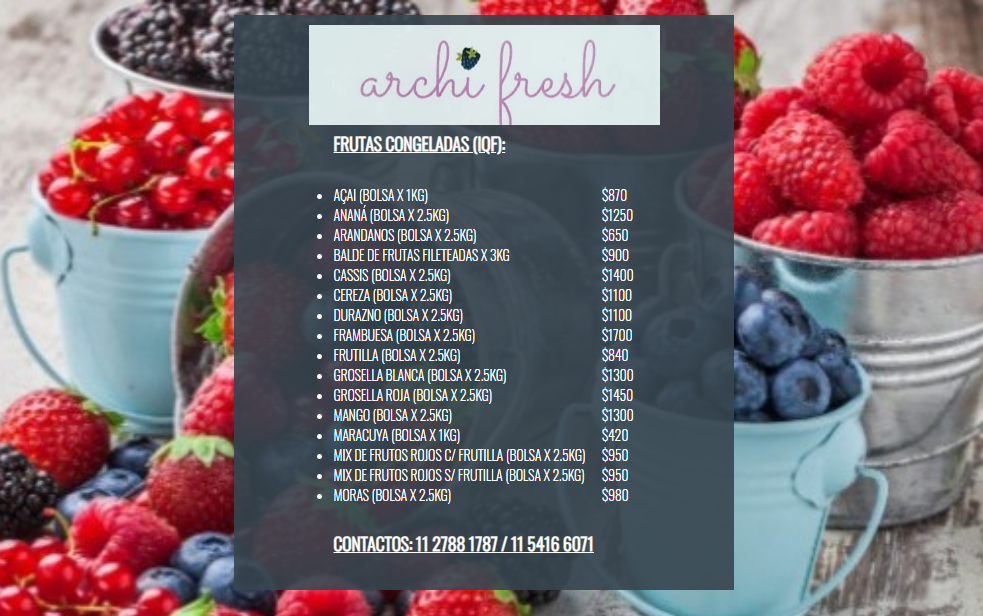 archi fresh
FRUTAS CONGELADAS (IQF):
AÇAI (BOLSA X 1KG) $870
ANANÁ (BOLSA X 2.5KG) $1250
ARANDANOS (BOLSA X 2.5KG) $650
BALDE DE FRUTAS FILETEADAS X 3KG $900
CASSIS (BOLSA X 2.5KG) $1400
CEREZA (BOLSA X 2.5KG) $1100
DURAZNO (BOLSA X 2.5KG) $1100
FRAMBUESA (BOLSA X 2.5KG) $1700
FRUTILLA (BOLSA X 2.5KG) $840
GROSELLA BLANCA (BOLSA X 2.5KG) $1300
GROSELLA ROJA (BOLSA X 2.5KG) $1450
MANGO (BOLSA X 2.5KG) $1300
MARACUYA (BOLSA X 1KG) $420
MIX DE FRUTOS ROJOS C/ FRUTILLA (BOLSA X 2.5KG) $950
MIX DE FRUTOS ROJOS S/ FRUTILLA (BOLSA X 2.5KG) $950
MORAS (BOLSA X 2.5KG) $980
CONTACTOS: 11 2788 1787 / 11 5416 6071